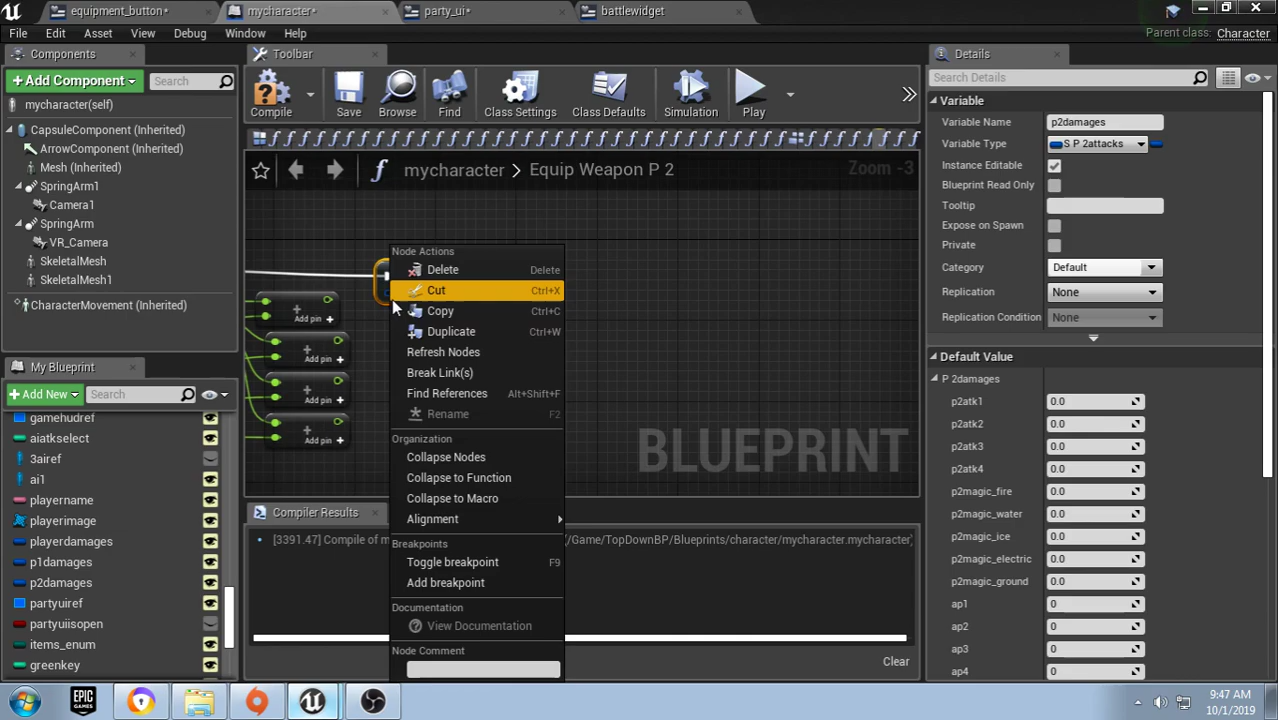 equipment_button*
mycharacter*
party_ui*
battlewidget
File Edit Asset View Debug Window Help
Parent class: Character
Components
Toolbar
Details
Add Component
Search
Compile
Save
Browse
Find
Class Settings
Class Defaults
Simulation
Play
Search Details
mycharacter(self)
CapsuleComponent (Inherited)
ArrowComponent (Inherited)
Mesh (Inherited)
SpringArm1
Camera1
SpringArm
VR_Camera
SkeletalMesh
SkeletalMesh1
CharacterMovement (Inherited)
mycharacter > Equip Weapon P 2
Zoom -3
Add pin
Add pin
Add pin
Add pin
BLUEPRINT
Node Actions
Delete Delete
Cut Ctrl+X
Copy Ctrl+C
Duplicate Ctrl+W
Refresh Nodes
Break Link(s)
Find References Alt+Shift+F
Rename F2
Organization
Collapse Nodes
Collapse to Function
Collapse to Macro
Alignment
Breakpoints
Toggle breakpoint F9
Add breakpoint
Documentation
View Documentation
Node Comment
My Blueprint
Add New
Search
gamehudref
aiatkselect
3airef
ai1
playername
playerimage
playerdamages
p1damages
p2damages
partyuiref
partyuiisopen
items_enum
greenkey
Compiler Results
[3391.47] Compile of m
/Game/TopDownBP/Blueprints/character/mycharacter.mycharacter
Clear
Variable
Variable Name p2damages
Variable Type S P 2attacks
Instance Editable
Blueprint Read Only
Tooltip
Expose on Spawn
Private
Category Default
Replication None
Replication Condition None
Default Value
P 2damages
p2atk1 0.0
p2atk2 0.0
p2atk3 0.0
p2atk4 0.0
p2magic_fire 0.0
p2magic_water 0.0
p2magic_ice 0.0
p2magic_electric 0.0
p2magic_ground 0.0
ap1 0
ap2 0
ap3 0
ap4 0
EPIC GAMES
9:47 AM
10/1/2019